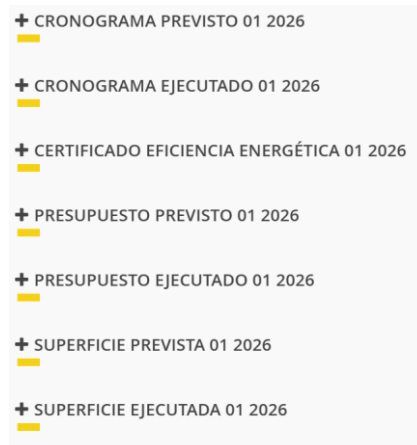 + CRONOGRAMA PREVISTO 01 2026
+ CRONOGRAMA EJECUTADO 01 2026
+ CERTIFICADO EFICIENCIA ENERGÉTICA 01 2026
+ PRESUPUESTO PREVISTO 01 2026
+ PRESUPUESTO EJECUTADO 01 2026
+ SUPERFICIE PREVISTA 01 2026
+ SUPERFICIE EJECUTADA 01 2026